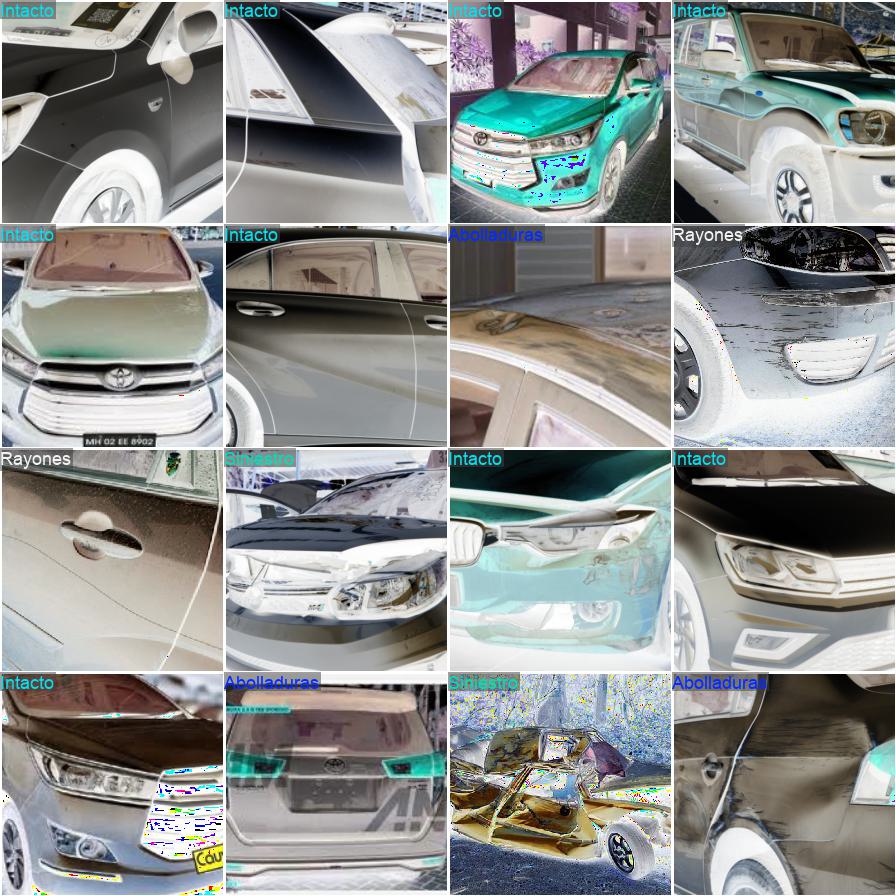 Intacto
Intacto
Intacto
Intacto
Intacto
Intacto
Abolladuras
Rayones
MH 02 EE 8902
Rayones
Siniestro
Intacto
Intacto
Intacto
Abolladuras
Siniestro
Abolladuras